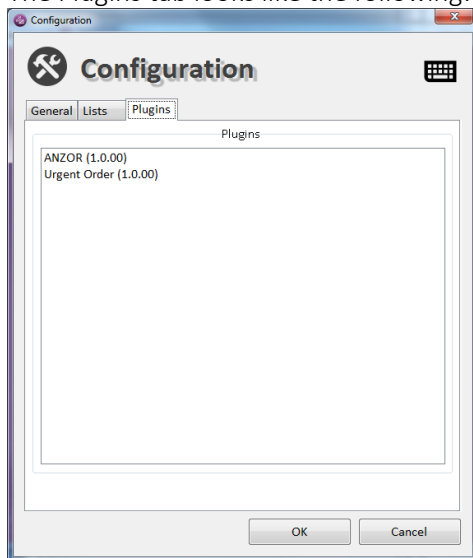 The Plugins tab looks like the following:
Configuration
Configuration
General Lists Plugins
Plugins
ANZOR (1.0.00)
Urgent Order (1.0.00)
OK Cancel